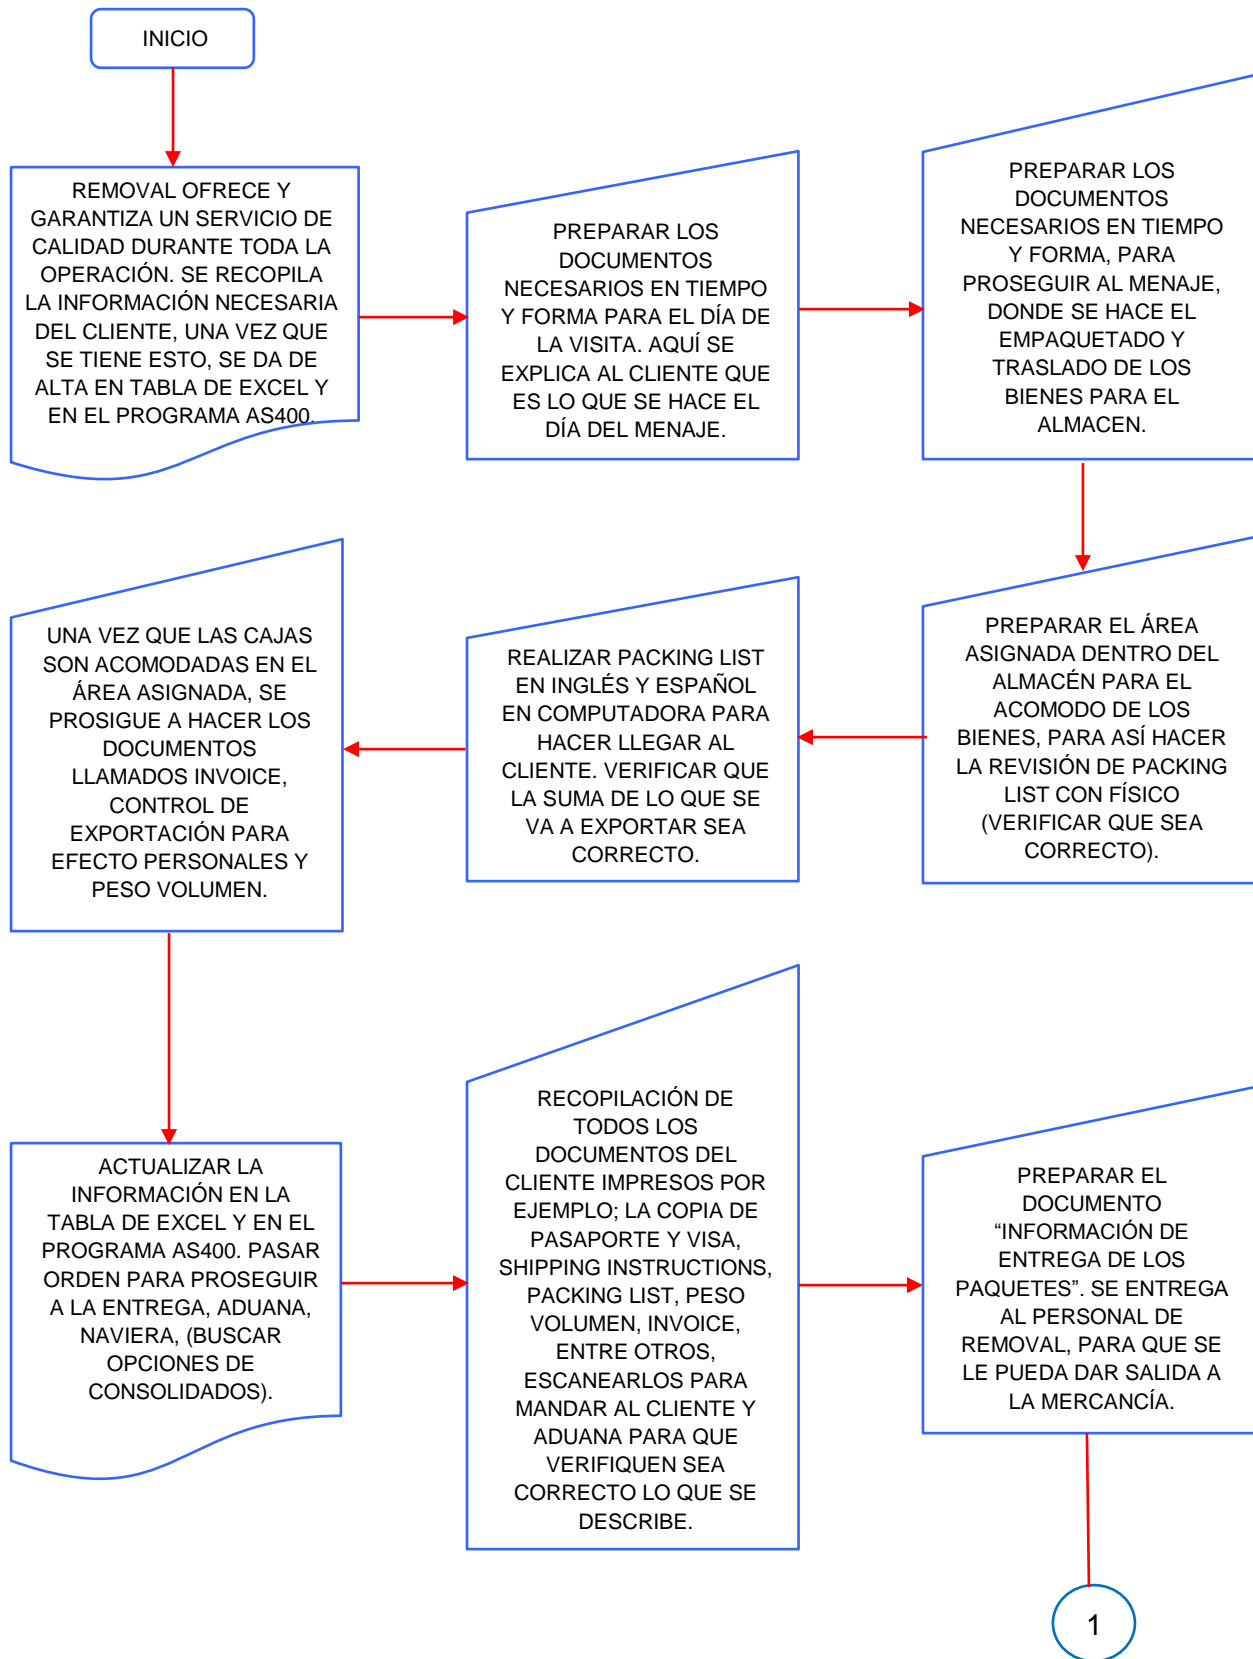 INICIO
REMOVAL OFRECE Y
GARANTIZA UN SERVICIO DE
CALIDAD DURANTE TODA LA
OPERACIÓN. SE RECOPILA
LA INFORMACIÓN NECESARIA
DEL CLIENTE, UNA VEZ QUE
SE TIENE ESTO, SE DA DE
ALTA EN TABLA DE EXCEL Y
EN EL PROGRAMA AS400.
PREPARAR LOS
DOCUMENTOS
NECESARIOS EN TIEMPO
Y FORMA PARA EL DÍA DE
LA VISITA. AQUÍ SE
EXPLICA AL CLIENTE QUE
ES LO QUE SE HACE EL
DÍA DEL MENAJE.
PREPARAR LOS
DOCUMENTOS
NECESARIOS EN TIEMPO
Y FORMA, PARA
PROSEGUIR AL MENAJE,
DONDE SE HACE EL
EMPAQUETADO Y
TRASLADO DE LOS
BIENES PARA EL
ALMACEN.
PREPARAR EL ÁREA
ASIGNADA DENTRO DEL
ALMACÉN PARA EL
ACOMODO DE LOS
BIENES, PARA ASÍ HACER
LA REVISIÓN DE PACKING
LIST CON FÍSICO
(VERIFICAR QUE SEA
CORRECTO).
REALIZAR PACKING LIST
EN INGLÉS Y ESPAÑOL
EN COMPUTADORA PARA
HACER LLEGAR AL
CLIENTE. VERIFICAR QUE
LA SUMA DE LO QUE SE
VA A EXPORTAR SEA
CORRECTO.
UNA VEZ QUE LAS CAJAS
SON ACOMODADAS EN EL
ÁREA ASIGNADA, SE
PROSIGUE A HACER LOS
DOCUMENTOS
LLAMADOS INVOICE,
CONTROL DE
EXPORTACIÓN PARA
EFECTO PERSONALES Y
PESO VOLUMEN.
ACTUALIZAR LA
INFORMACIÓN EN LA
TABLA DE EXCEL Y EN EL
PROGRAMA AS400. PASAR
ORDEN PARA PROSEGUIR
A LA ENTREGA, ADUANA,
NAVIERA, (BUSCAR
OPCIONES DE
CONSOLIDADOS).
RECOPILACIÓN DE
TODOS LOS
DOCUMENTOS DEL
CLIENTE IMPRESOS POR
EJEMPLO; LA COPIA DE
PASAPORTE Y VISA,
SHIPPING INSTRUCTIONS,
PACKING LIST, PESO
VOLUMEN, INVOICE,
ENTRE OTROS,
ESCANEARLOS PARA
MANDAR AL CLIENTE Y
ADUANA PARA QUE
VERIFIQUEN SEA
CORRECTO LO QUE SE
DESCRIBE.
PREPARAR EL
DOCUMENTO
“INFORMACIÓN DE
ENTREGA DE LOS
PAQUETES”. SE ENTREGA
AL PERSONAL DE
REMOVAL, PARA QUE SE
LE PUEDA DAR SALIDA A
LA MERCANCÍA.
1